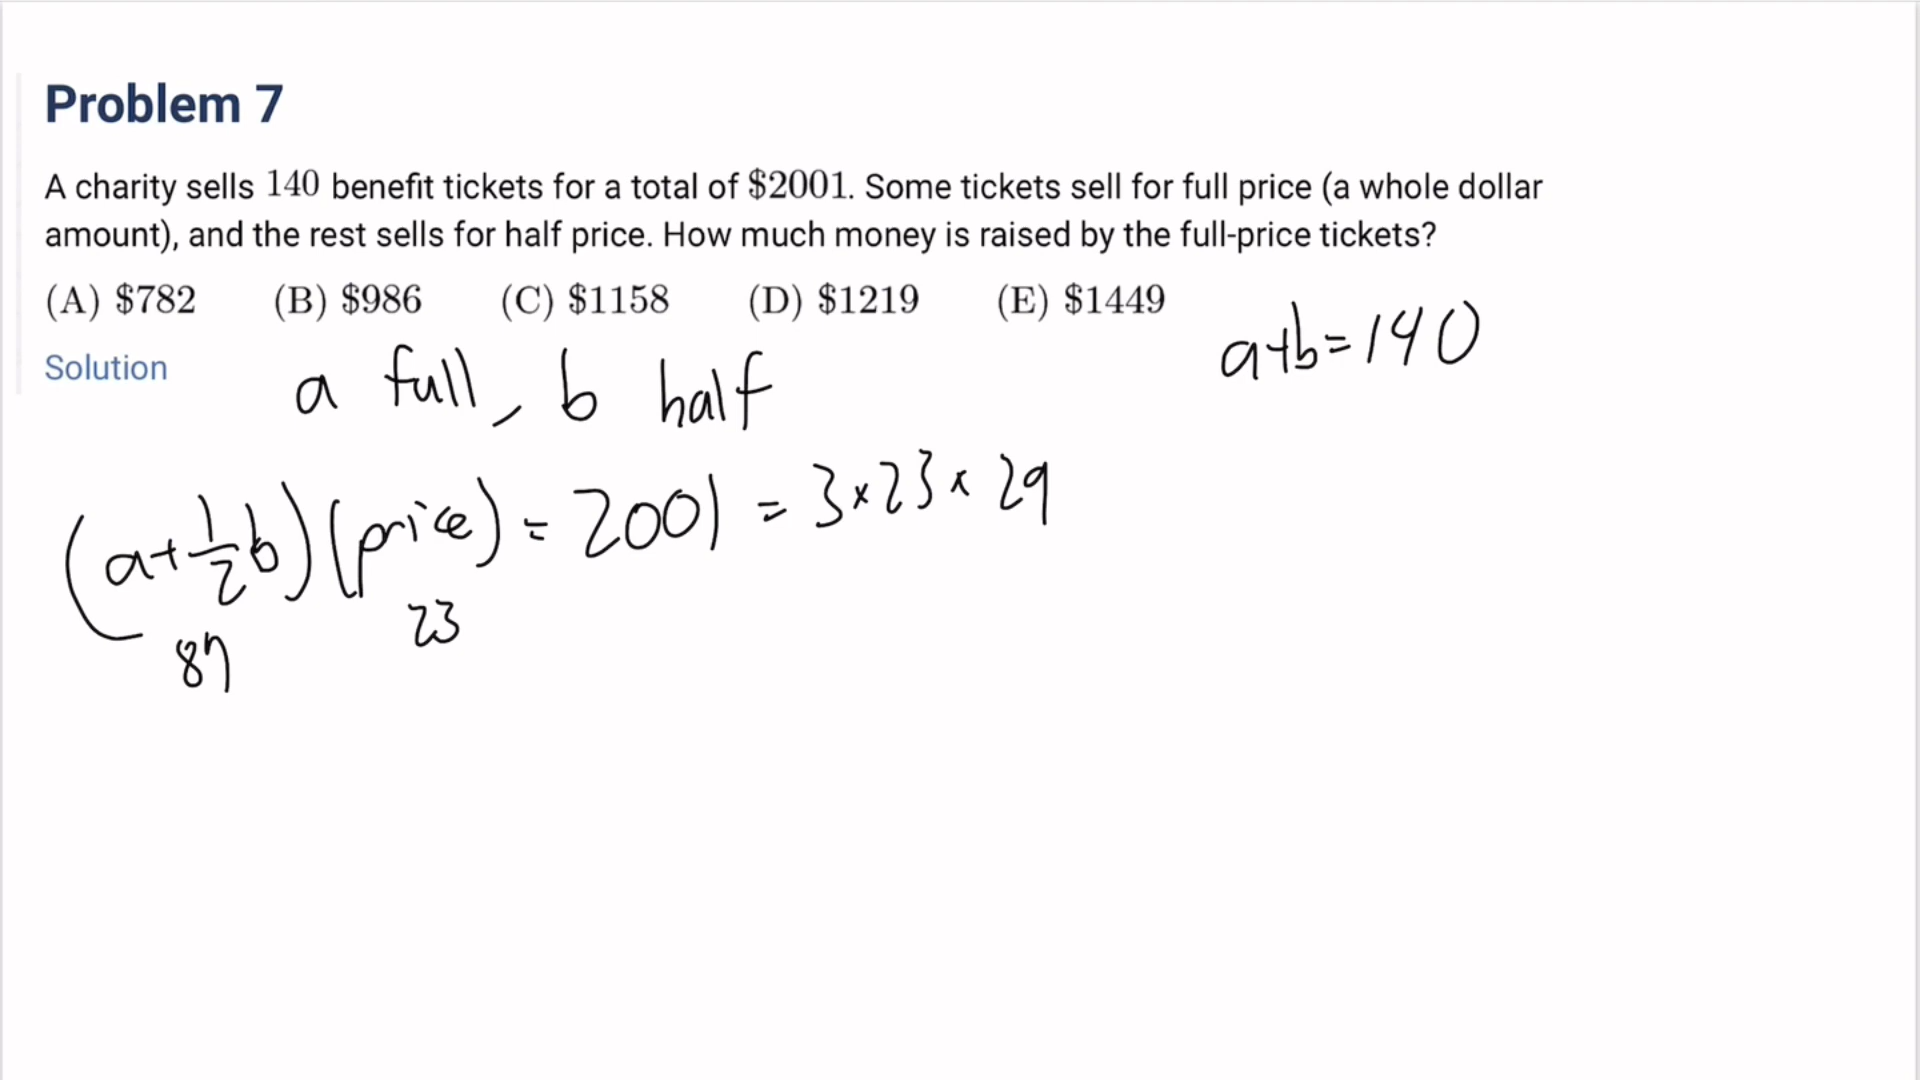 Problem 7
A charity sells 140 benefit tickets for a total of $2001. Some tickets sell for full price (a whole dollar
amount), and the rest sells for half price. How much money is raised by the full-price tickets?
(A) $782 (B) $986 (C) $1158 (D) $1219 (E) $1449
a+b=140
Solution
a full, b half
(a+1/2b)(price) = 2001 = 3×23×29
87 23